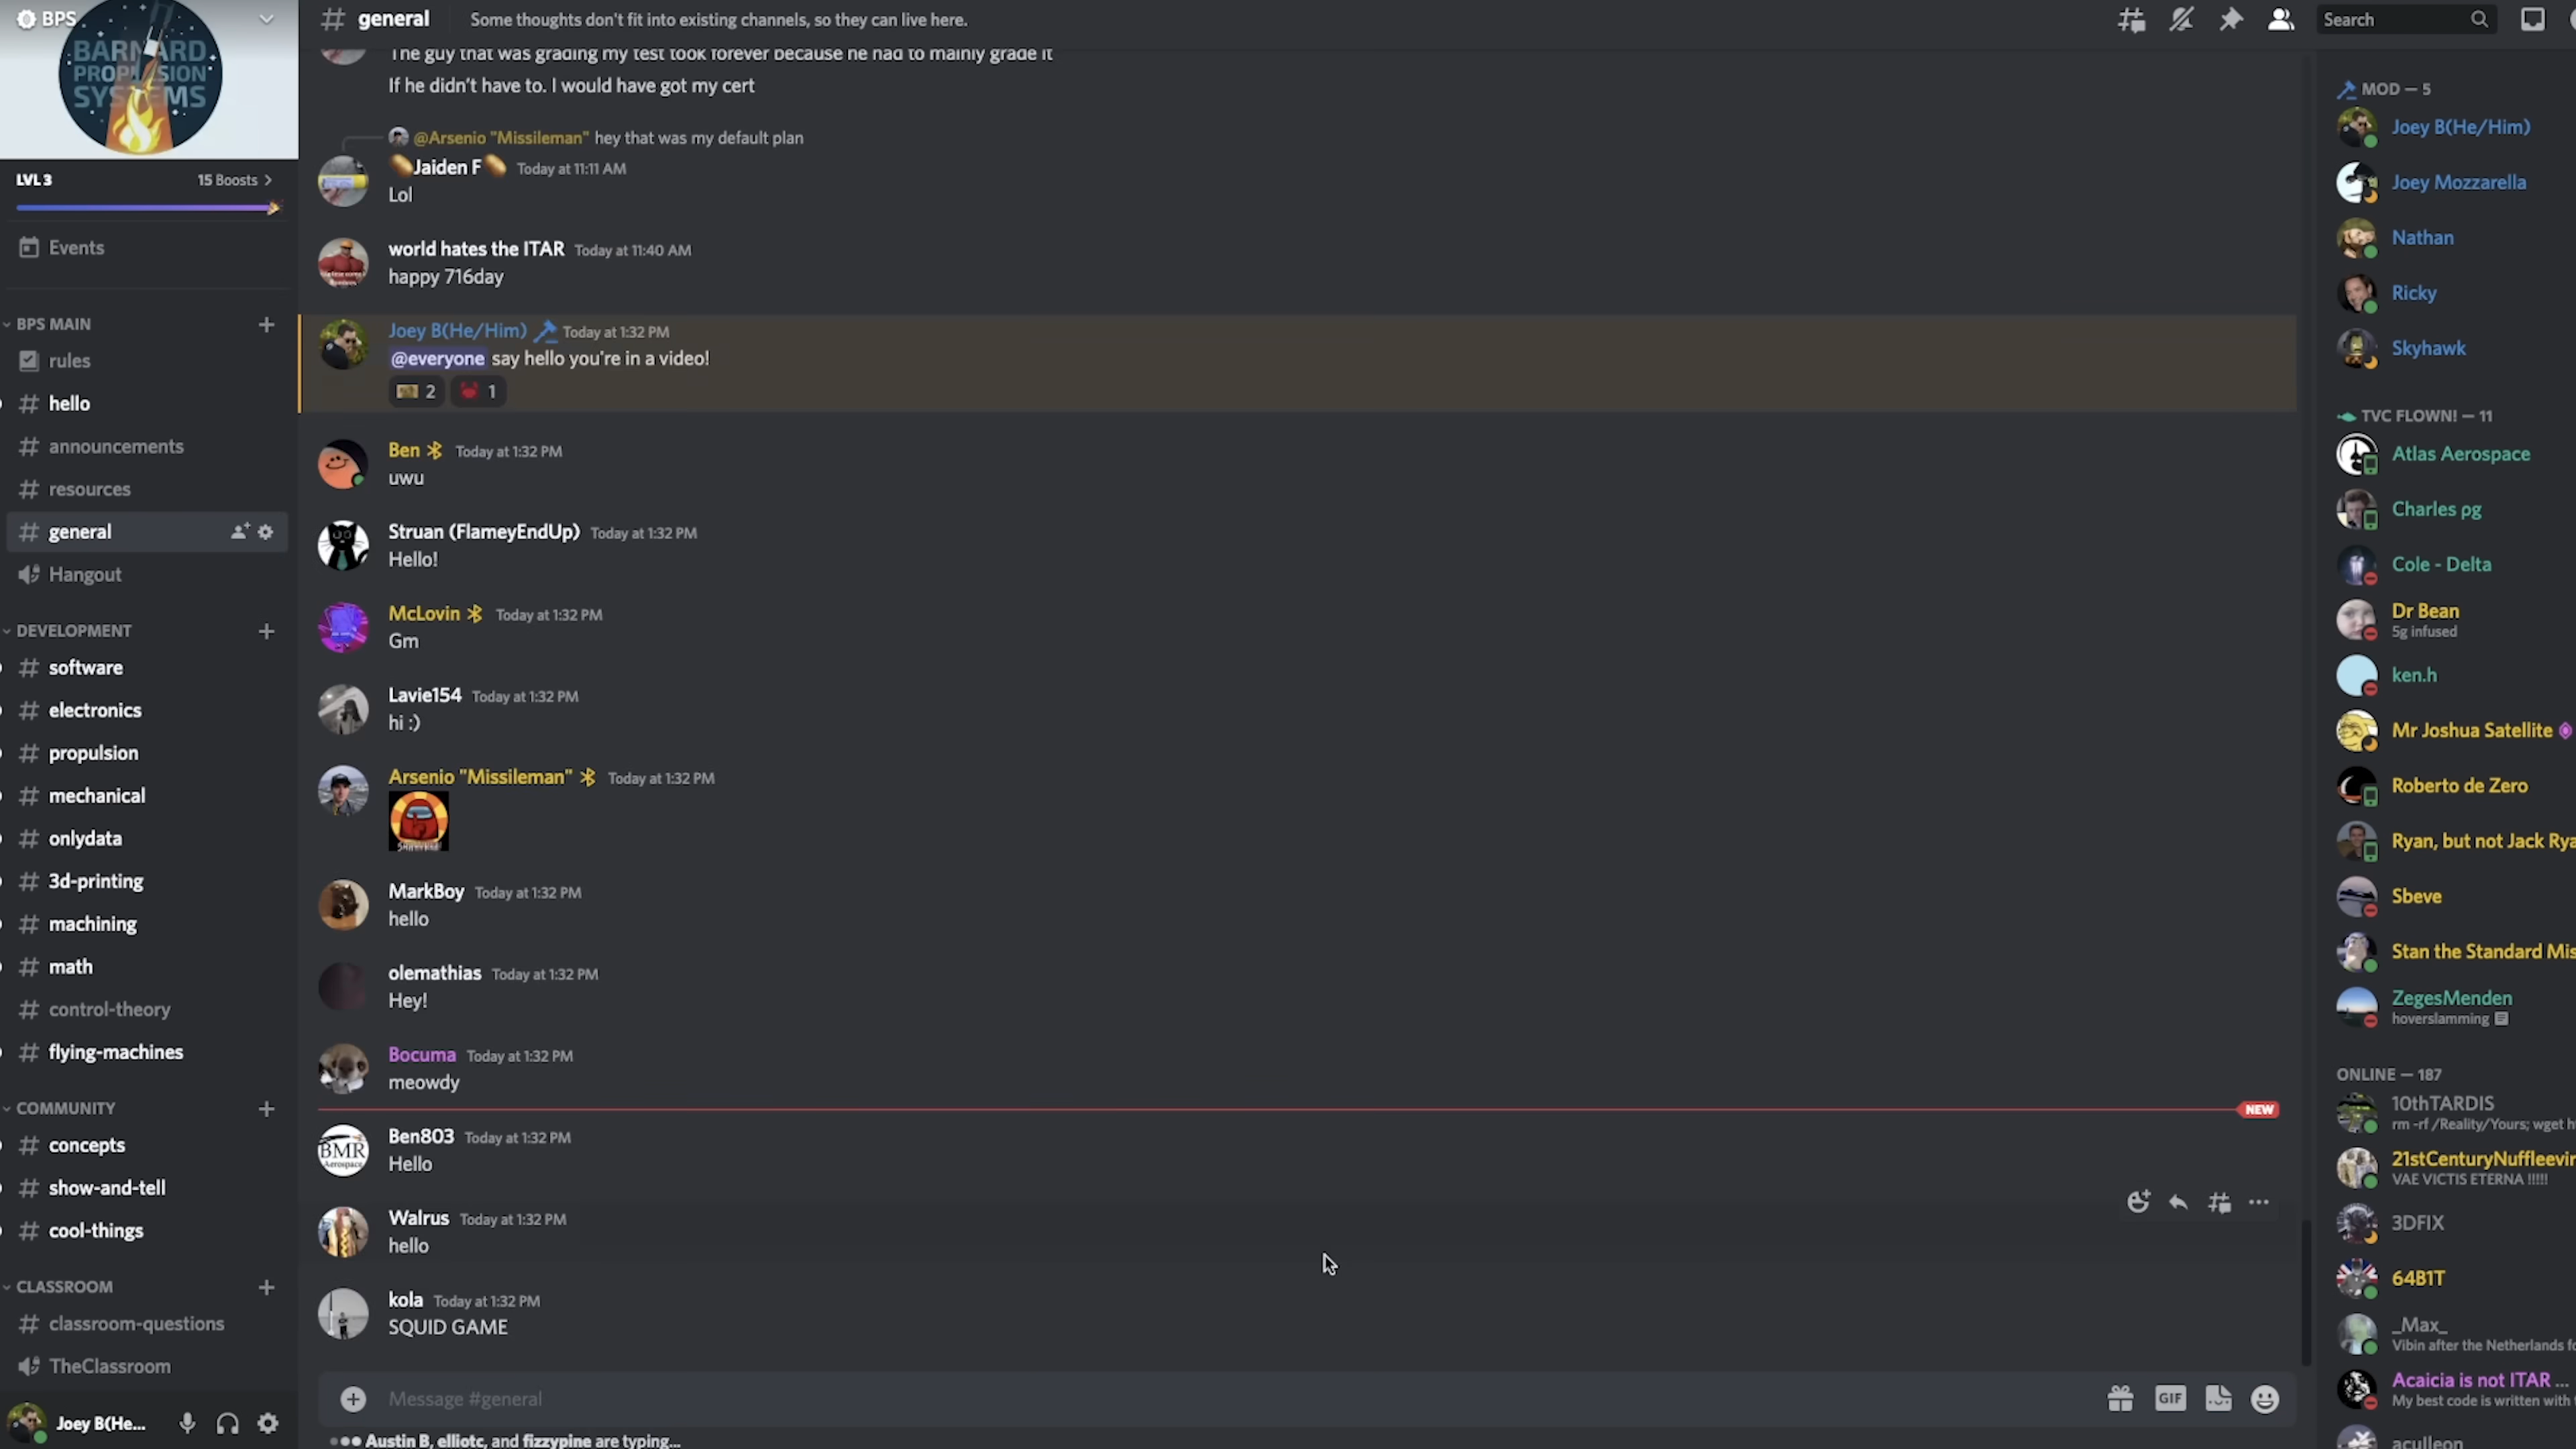 BPS
BARNARD
PROPULSION
SYSTEMS
LVL 3
15 Boosts
Events
BPS MAIN
rules
hello
announcements
resources
general
Hangout
DEVELOPMENT
software
electronics
propulsion
mechanical
onlydata
3d-printing
machining
math
control-theory
flying-machines
COMMUNITY
concepts
show-and-tell
cool-things
CLASSROOM
classroom-questions
TheClassroom
Joey B(He...
general
Some thoughts don't fit into existing channels, so they can live here.
Search
The guy that was grading my test took forever because he had to mainly grade it
If he didn't have to. I would have got my cert
@Arsenio "Missileman" hey that was my default plan
Jaiden F Today at 11:11 AM
Lol
world hates the ITAR Today at 11:40 AM
happy 716day
Joey B(He/Him) Today at 1:32 PM
@everyone say hello you're in a video!
2 1
Ben Today at 1:32 PM
uwu
Struan (FlameyEndUp) Today at 1:32 PM
Hello!
McLovin Today at 1:32 PM
Gm
Lavie154 Today at 1:32 PM
hi :)
Arsenio "Missileman" Today at 1:32 PM
MarkBoy Today at 1:32 PM
hello
olemathias Today at 1:32 PM
Hey!
Bocuma Today at 1:32 PM
meowdy
NEW
BMR
Aerospace
Ben803 Today at 1:32 PM
Hello
Walrus Today at 1:32 PM
hello
kola Today at 1:32 PM
SQUID GAME
Message #general
GIF
Austin B, elliotc, and fizzypine are typing...
MOD — 5
Joey B(He/Him)
Joey Mozzarella
Nathan
Ricky
Skyhawk
TVC FLOWN! — 11
Atlas Aerospace
Charles ρg
Cole - Delta
Dr Bean
5g infused
ken.h
Mr Joshua Satellite
Roberto de Zero
Ryan, but not Jack Rya
Sbeve
Stan the Standard Mis
ZegesMenden
hoverslamming
ONLINE — 187
10thTARDIS
rm -rf /Reality/Yours; wget h
21stCenturyNuffleevin
VAE VICTIS ETERNA !!!!!
3DFIX
64B1T
_Max_
Vibin after the Netherlands fo
Acaicia is not ITAR ...
My best code is written with
aculleon